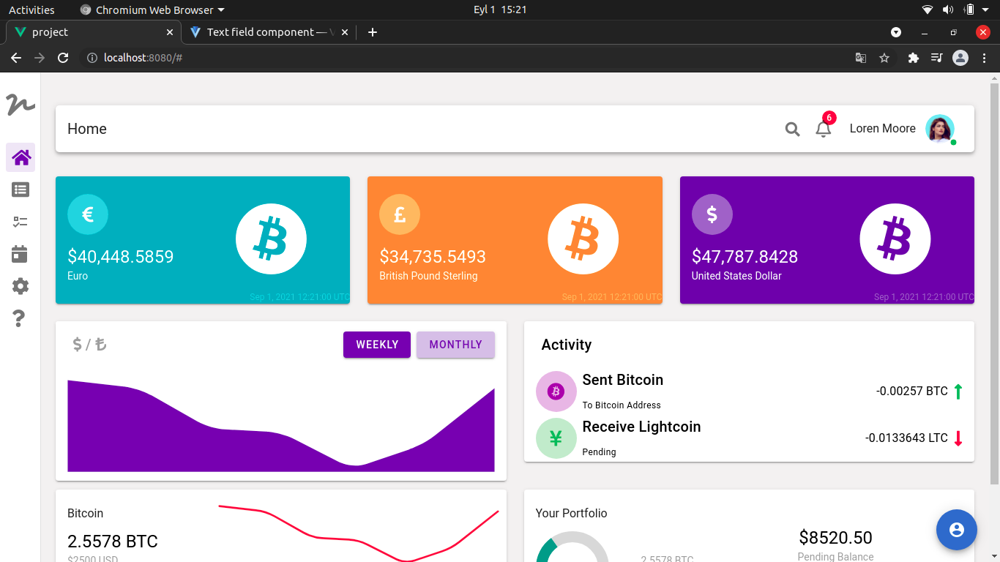 Activities
Chromium Web Browser
Eyl 1 15:21
project
Text field component — V
localhost:8080/#
Home
6
Loren Moore
€
$40,448.5859
Euro
Sep 1, 2021 12:21:00 UTC
£
$34,735.5493
British Pound Sterling
Sep 1, 2021 12:21:00 UTC
$
$47,787.8428
United States Dollar
Sep 1, 2021 12:21:00 UTC
$ / ₺
WEEKLY
MONTHLY
Activity
Sent Bitcoin
To Bitcoin Address
-0.00257 BTC
Receive Lightcoin
Pending
-0.0133643 LTC
Bitcoin
2.5578 BTC
$2500 USD
Your Portfolio
2.5578 BTC
$8520.50
Pending Balance